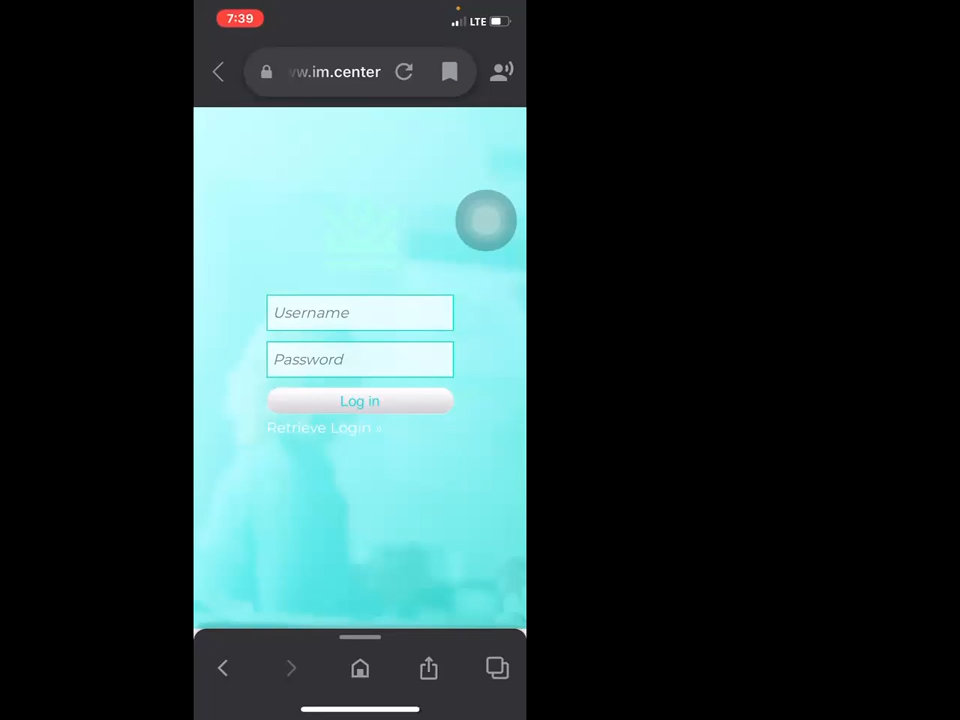 7:39
LTE
w.im.center
Username
Password
Log in
Retrieve Login »